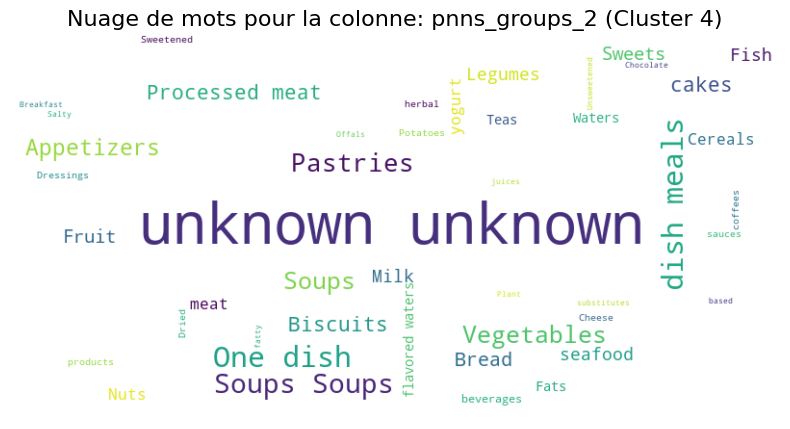 Nuage de mots pour la colonne: pnns_groups_2 (Cluster 4)
Sweetened
Sweets
Fish
Chocolate
Legumes
Unsweetened
cakes
Processed meat
yogurt
Breakfast
Salty
herbal
Teas
Waters
Offals
Potatoes
Cereals
Appetizers
Pastries
dish meals
Dressings
juices
coffees
unknown unknown
Fruit
sauces
Soups
Milk
meat
Plant
substitutes
based
Dried
fatty
Biscuits
flavored waters
Cheese
Vegetables
One dish
Bread
seafood
products
Soups Soups
Nuts
Fats
beverages